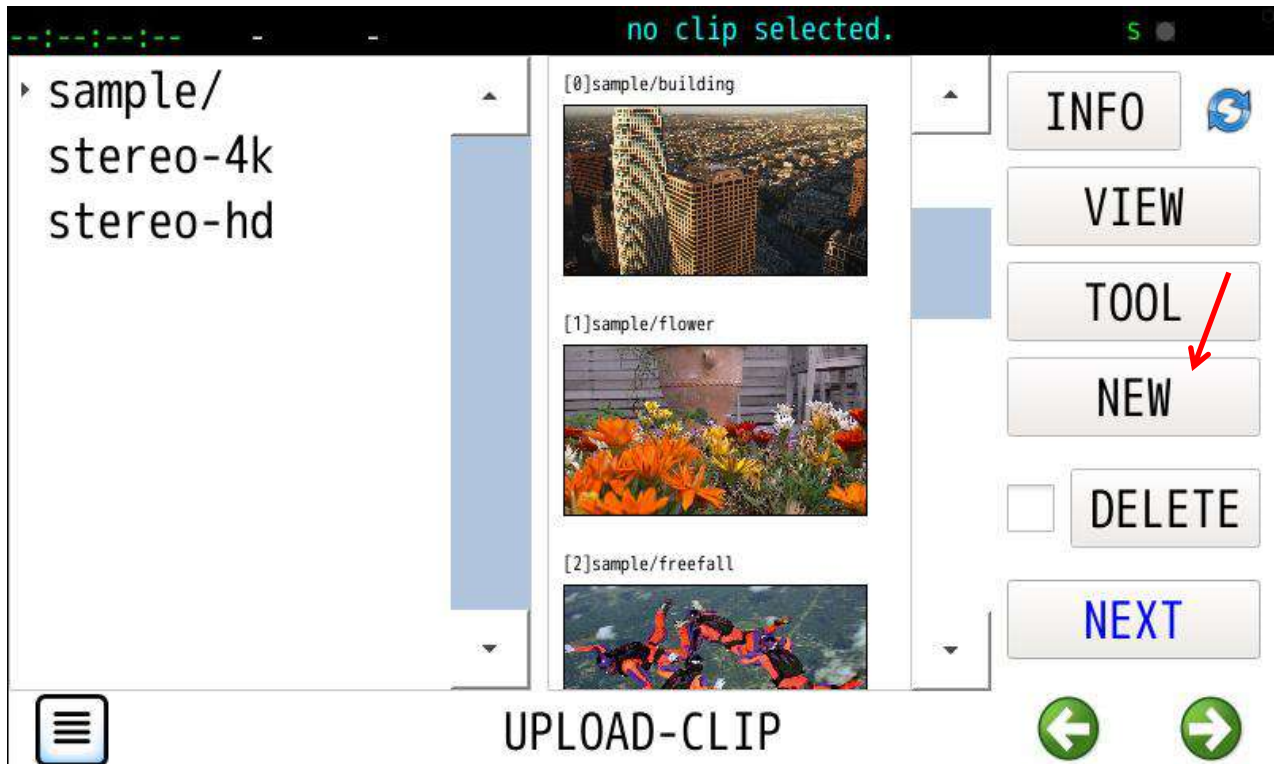 --:--:--:-- - - no clip selected. S
sample/
stereo-4k
stereo-hd
[0]sample/building
[1]sample/flower
[2]sample/freefall
INFO
VIEW
TOOL
NEW
DELETE
NEXT
UPLOAD-CLIP